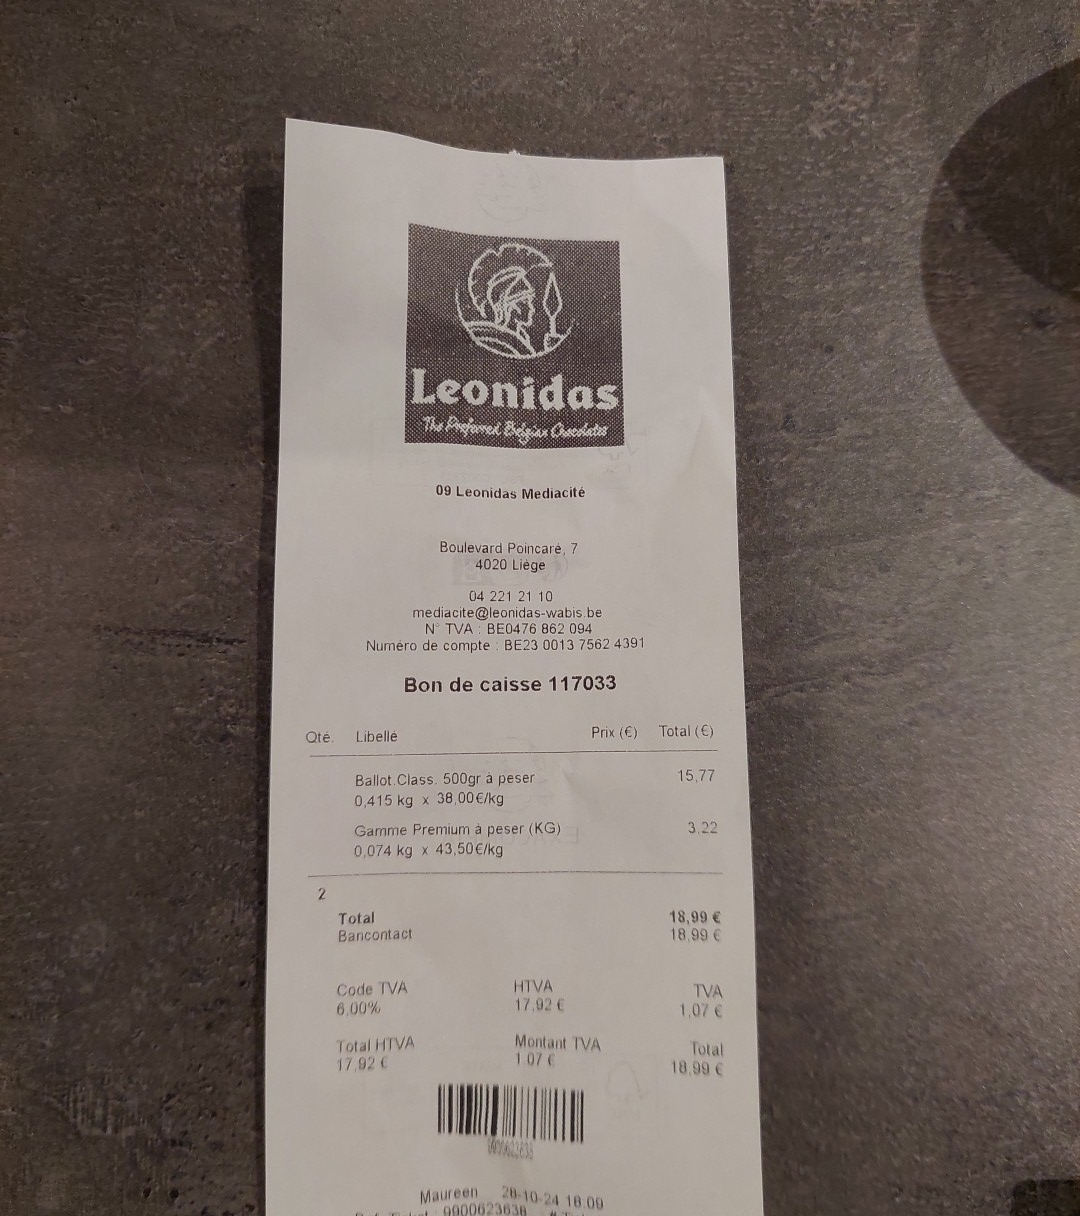 Leonidas
The Preferred Belgian Chocolates
09 Leonidas Mediacité
Boulevard Poincaré, 7
4020 Liège
04 221 21 10
mediacite@leonidas-wabis.be
N° TVA : BE0476 862 094
Numéro de compte : BE23 0013 7562 4391
Bon de caisse 117033
Qté. Libellé Prix (€) Total (€)
Ballot.Class. 500gr à peser 15,77
0,415 kg x 38,00€/kg
Gamme Premium à peser (KG) 3,22
0,074 kg x 43,50€/kg
2
Total 18,99 €
Bancontact 18,99 €
Code TVA HTVA TVA
6,00% 17,92 € 1,07 €
Total HTVA Montant TVA Total
17,92 € 1,07 € 18,99 €
Maureen 28-10-24 18:09
9900623638